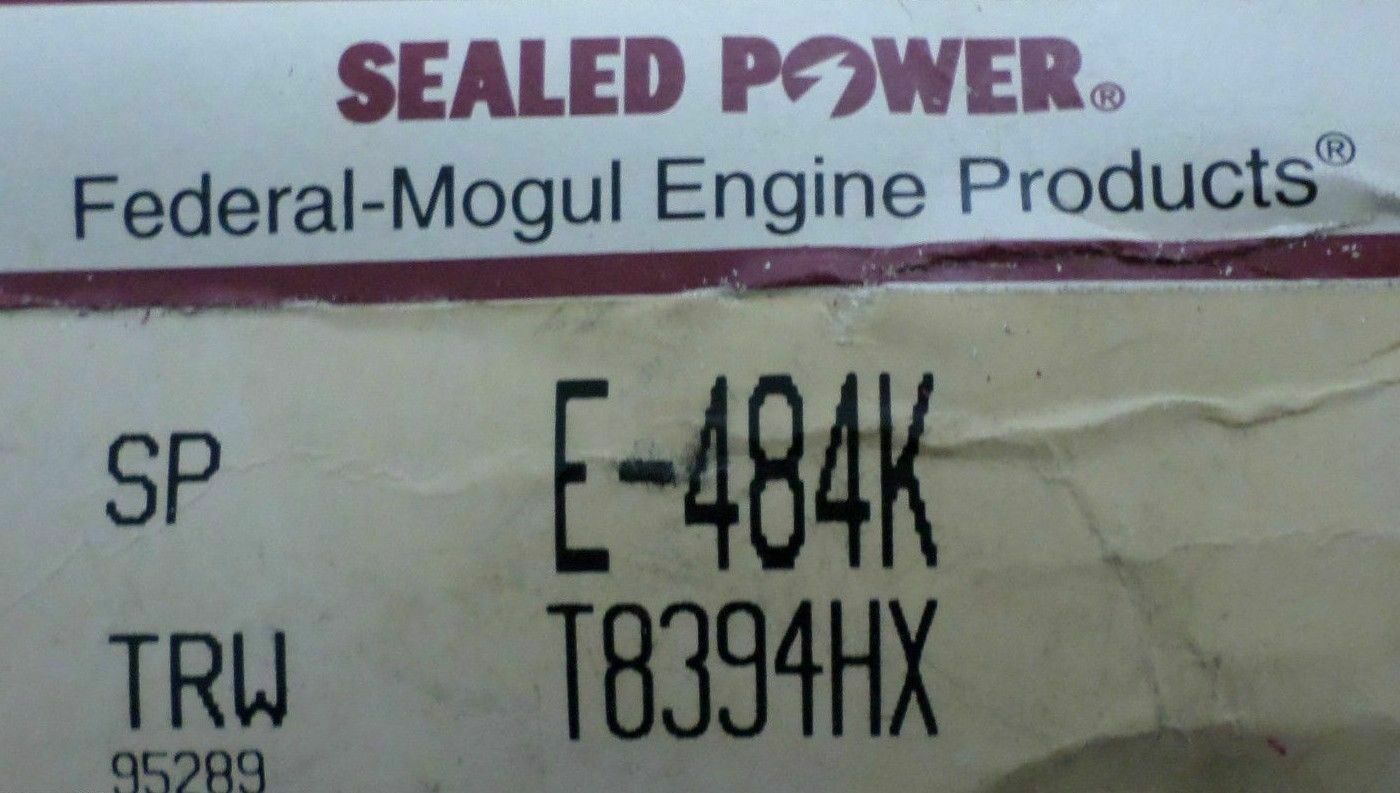 SEALED POWER®
Federal-Mogul Engine Products®
SP E-484K
TRW T8394HX
95289